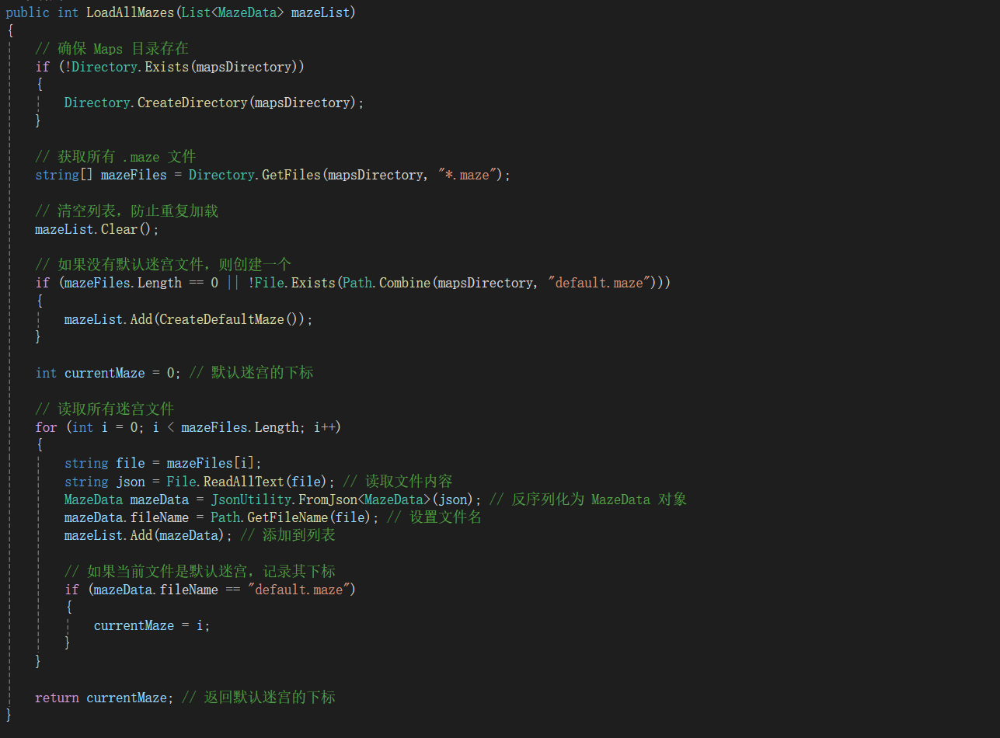 public int LoadAllMazes(List<MazeData> mazeList)
{
// 确保 Maps 目录存在
if (!Directory.Exists(mapsDirectory))
{
Directory.CreateDirectory(mapsDirectory);
}
// 获取所有 .maze 文件
string[] mazeFiles = Directory.GetFiles(mapsDirectory, "*.maze");
// 清空列表，防止重复加载
mazeList.Clear();
// 如果没有默认迷宫文件，则创建一个
if (mazeFiles.Length == 0 || !File.Exists(Path.Combine(mapsDirectory, "default.maze")))
{
mazeList.Add(CreateDefaultMaze());
}
int currentMaze = 0; // 默认迷宫的下标
// 读取所有迷宫文件
for (int i = 0; i < mazeFiles.Length; i++)
{
string file = mazeFiles[i];
string json = File.ReadAllText(file); // 读取文件内容
MazeData mazeData = JsonUtility.FromJson<MazeData>(json); // 反序列化为 MazeData 对象
mazeData.fileName = Path.GetFileName(file); // 设置文件名
mazeList.Add(mazeData); // 添加到列表
// 如果当前文件是默认迷宫，记录其下标
if (mazeData.fileName == "default.maze")
{
currentMaze = i;
}
}
return currentMaze; // 返回默认迷宫的下标
}